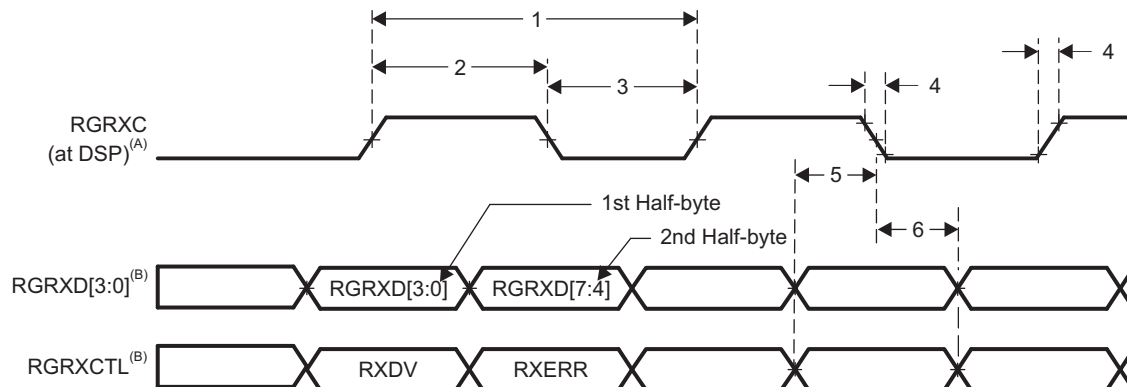 1
4
2
3
4
RGRXC
(at DSP)(A)
5
1st Half-byte
6
2nd Half-byte
RGRXD[3:0](B)
RGRXD[3:0]
RGRXD[7:4]
RGRXCTL(B)
RXDV
RXERR